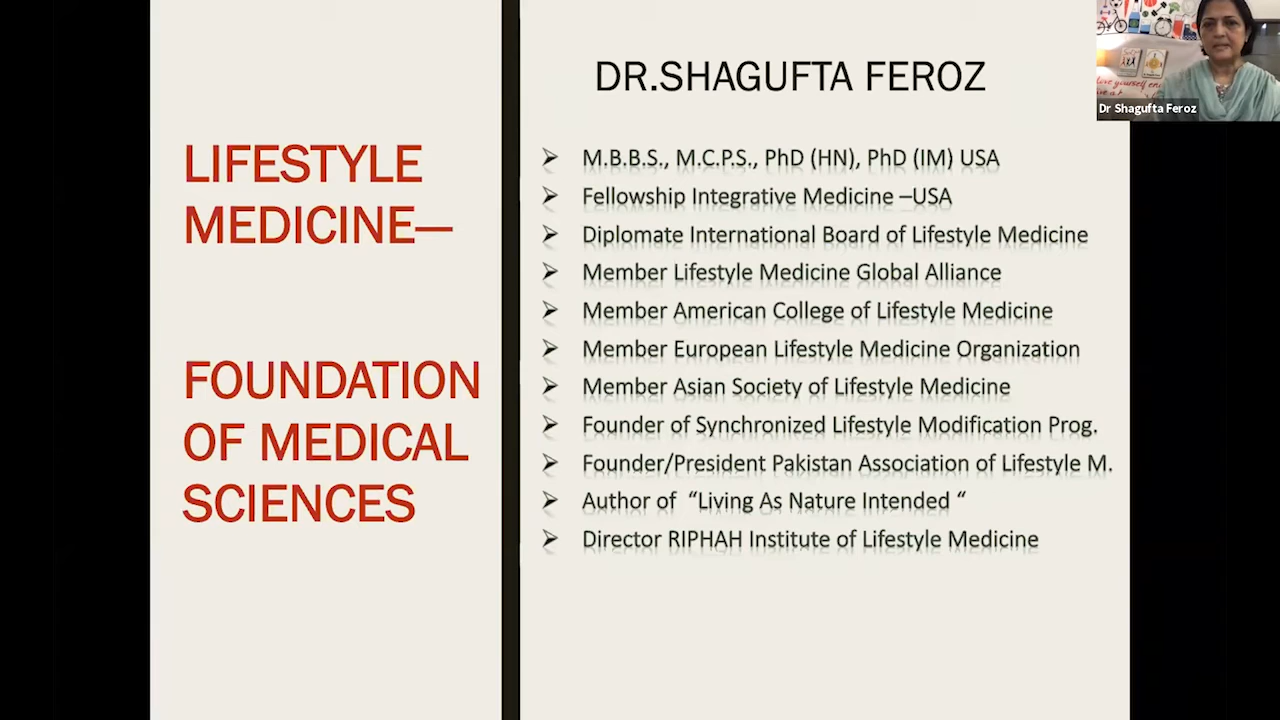 LIFESTYLE
MEDICINE—
FOUNDATION
OF MEDICAL
SCIENCES
DR.SHAGUFTA FEROZ
M.B.B.S., M.C.P.S., PhD (HN), PhD (IM) USA
Fellowship Integrative Medicine –USA
Diplomate International Board of Lifestyle Medicine
Member Lifestyle Medicine Global Alliance
Member American College of Lifestyle Medicine
Member European Lifestyle Medicine Organization
Member Asian Society of Lifestyle Medicine
Founder of Synchronized Lifestyle Modification Prog.
Founder/President Pakistan Association of Lifestyle M.
Author of “Living As Nature Intended “
Director RIPHAH Institute of Lifestyle Medicine
love yourself
Dr Shagufta Feroz